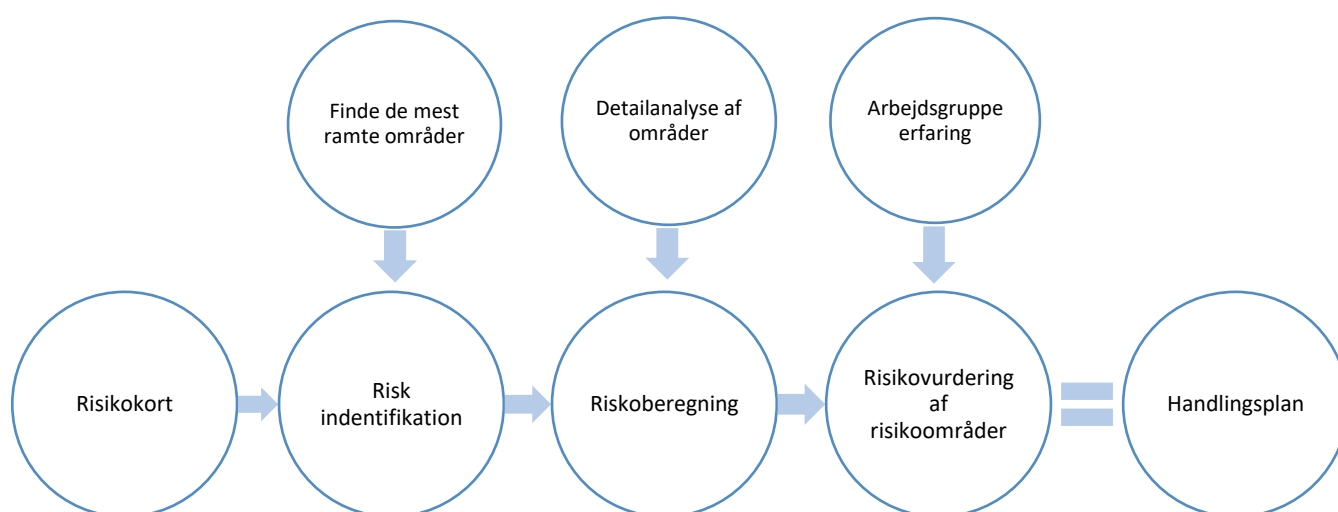 Finde de mest
ramte områder
Detailanalyse af
områder
Arbejdsgruppe
erfaring
Risikokort
Risk
indentifikation
Riskoberegning
Risikovurdering
af
risikoområder
Handlingsplan